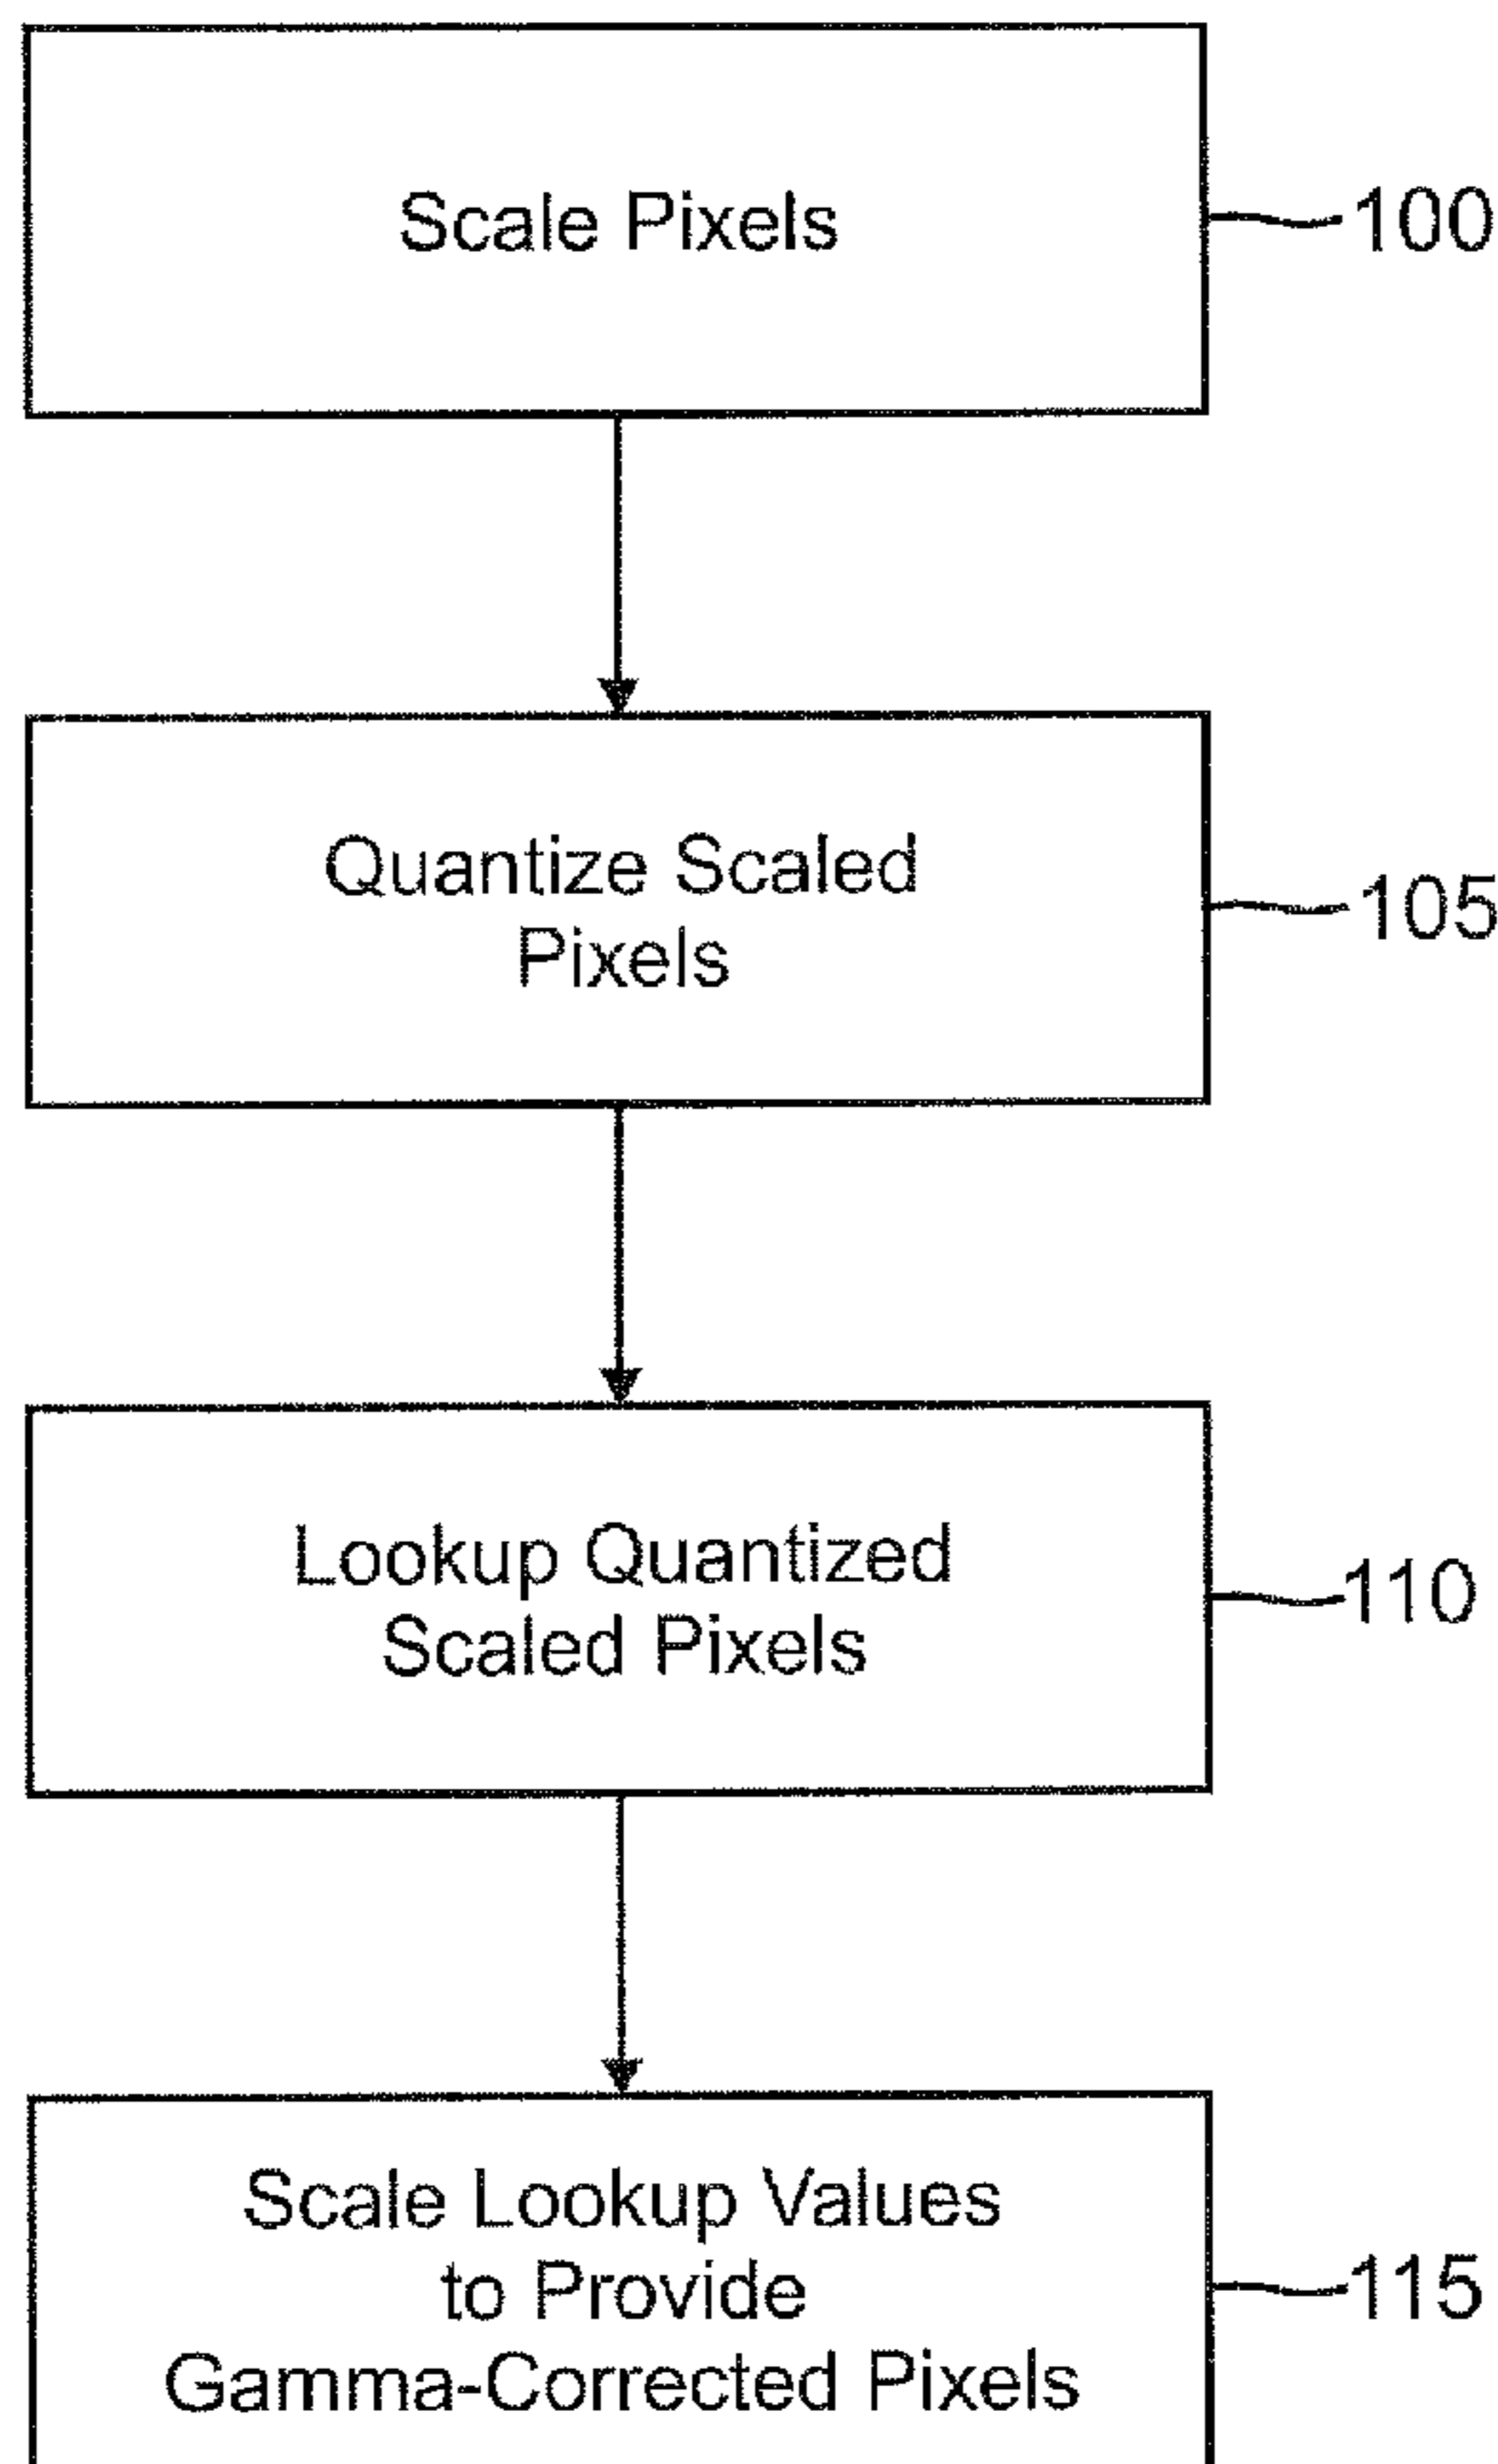 Scale Pixels
100
Quantize Scaled
Pixels
105
Lookup Quantized
Scaled Pixels
110
Scale Lookup Values
to Provide
Gamma-Corrected Pixels
115